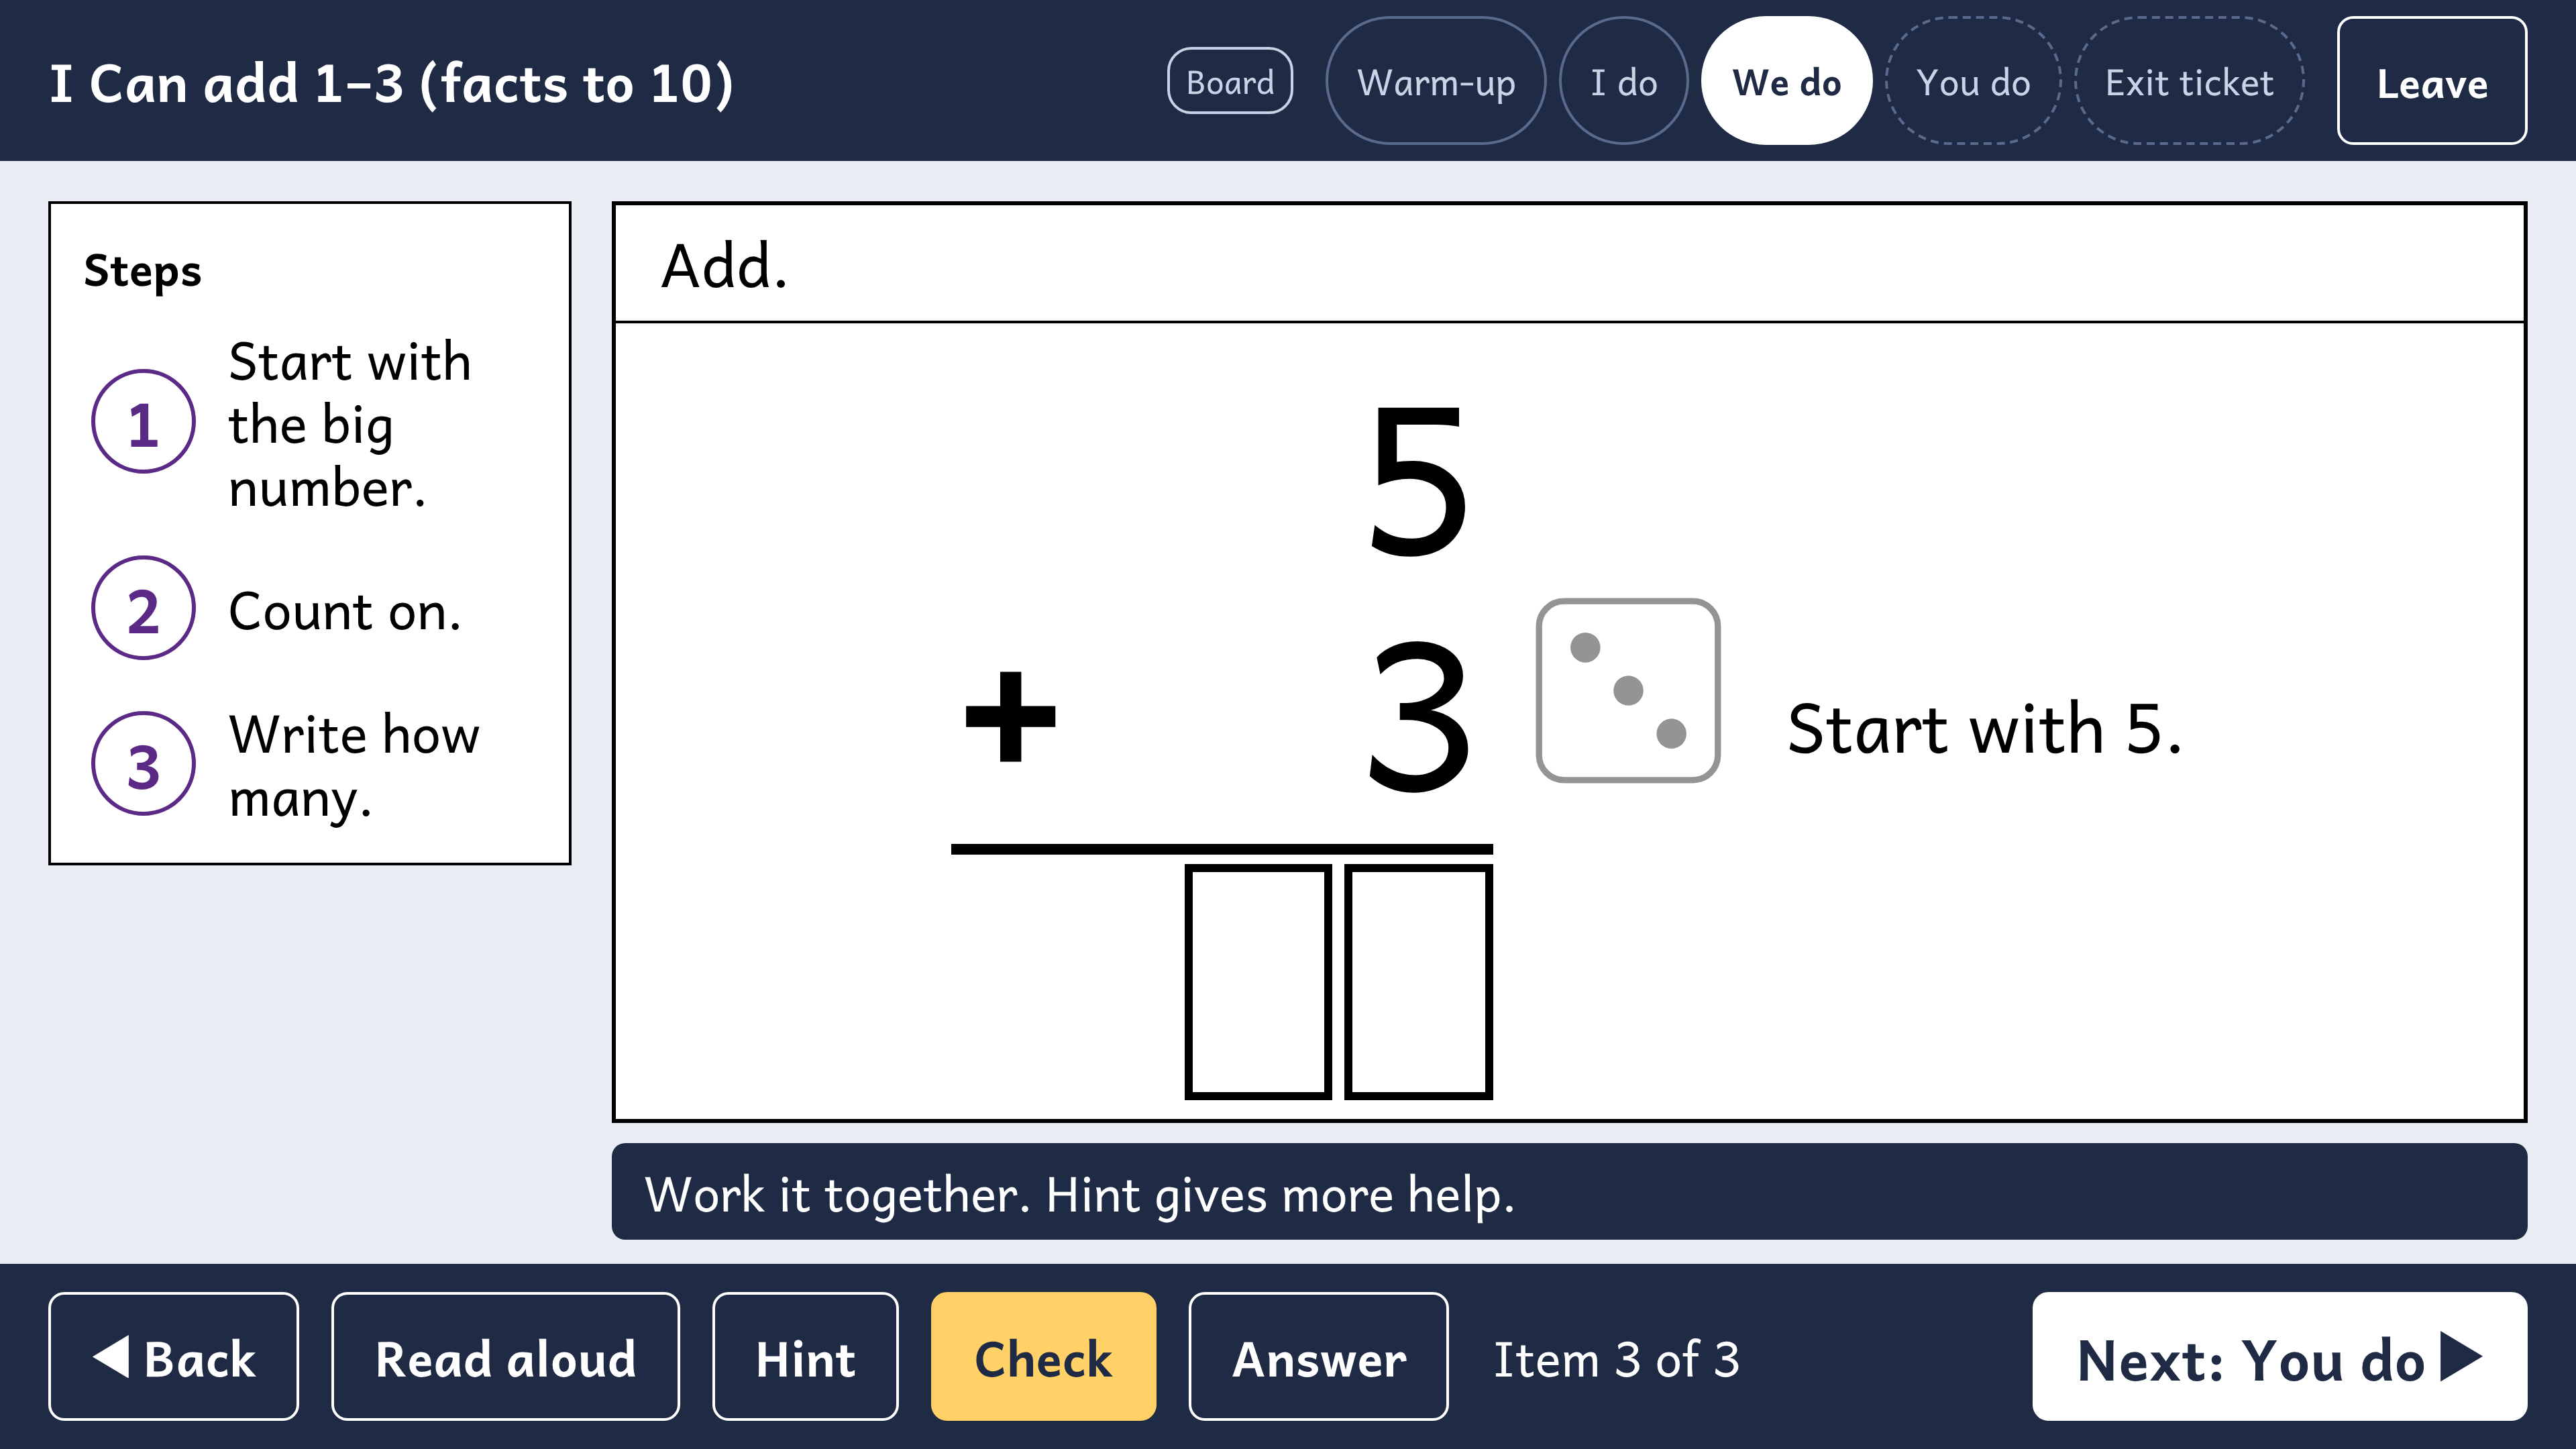 I Can add 1–3 (facts to 10)
Board
Warm-up
I do
We do
You do
Exit ticket
Leave
Steps
1
Start with
the big
number.
2
Count on.
3
Write how
many.
Add.
5
+ 3
Start with 5.
Work it together. Hint gives more help.
Back
Read aloud
Hint
Check
Answer
Item 3 of 3
Next: You do